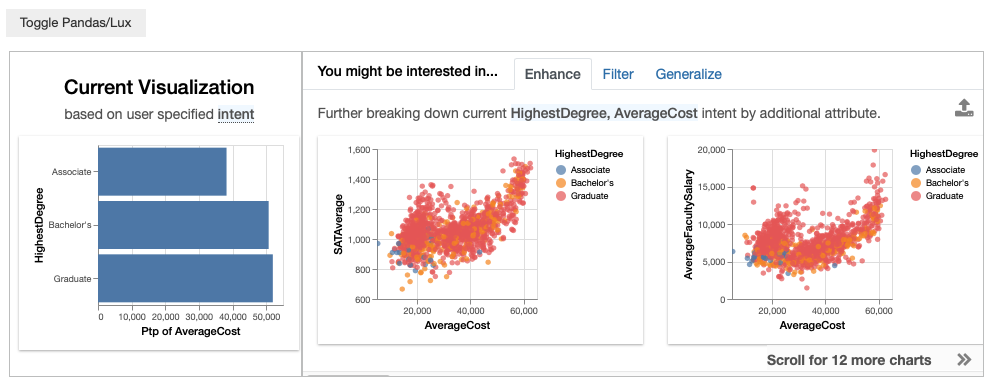 Toggle Pandas/Lux
Current Visualization
based on user specified intent
HighestDegree
Associate
Bachelor's
Graduate
0 10,000 20,000 30,000 40,000 50,000
Ptp of AverageCost
You might be interested in... Enhance Filter Generalize
Further breaking down current HighestDegree, AverageCost intent by additional attribute.
SATAverage
1,600
1,400
1,200
1,000
800
600
20,000 40,000 60,000
AverageCost
HighestDegree
Associate
Bachelor's
Graduate
AverageFacultySalary
20,000
15,000
10,000
5,000
0
20,000 40,000 60,000
AverageCost
HighestDegree
Associate
Bachelor's
Graduate
Scroll for 12 more charts